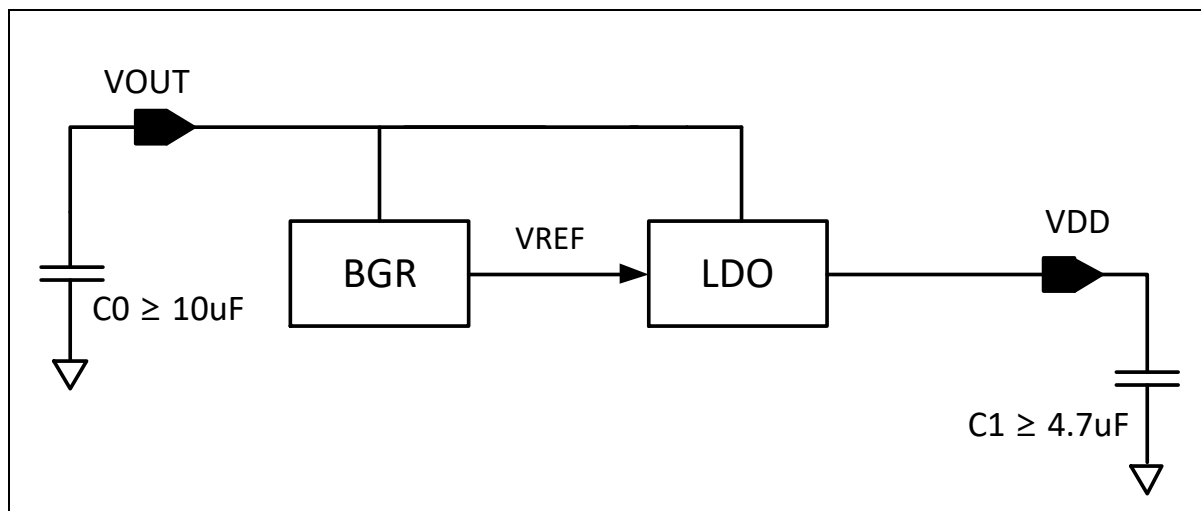 VOUT
VDD
VREF
BGR
LDO
C0 ≥ 10uF
C1 ≥ 4.7uF